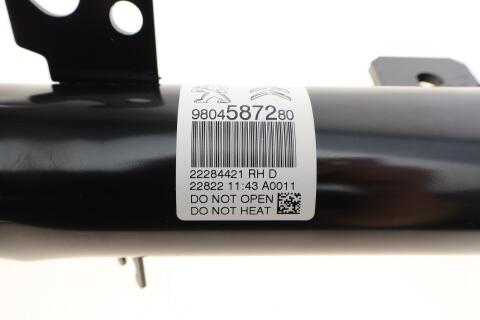 9804587280
22284421 RH D
22822 11:43 A0011
DO NOT OPEN
DO NOT HEAT